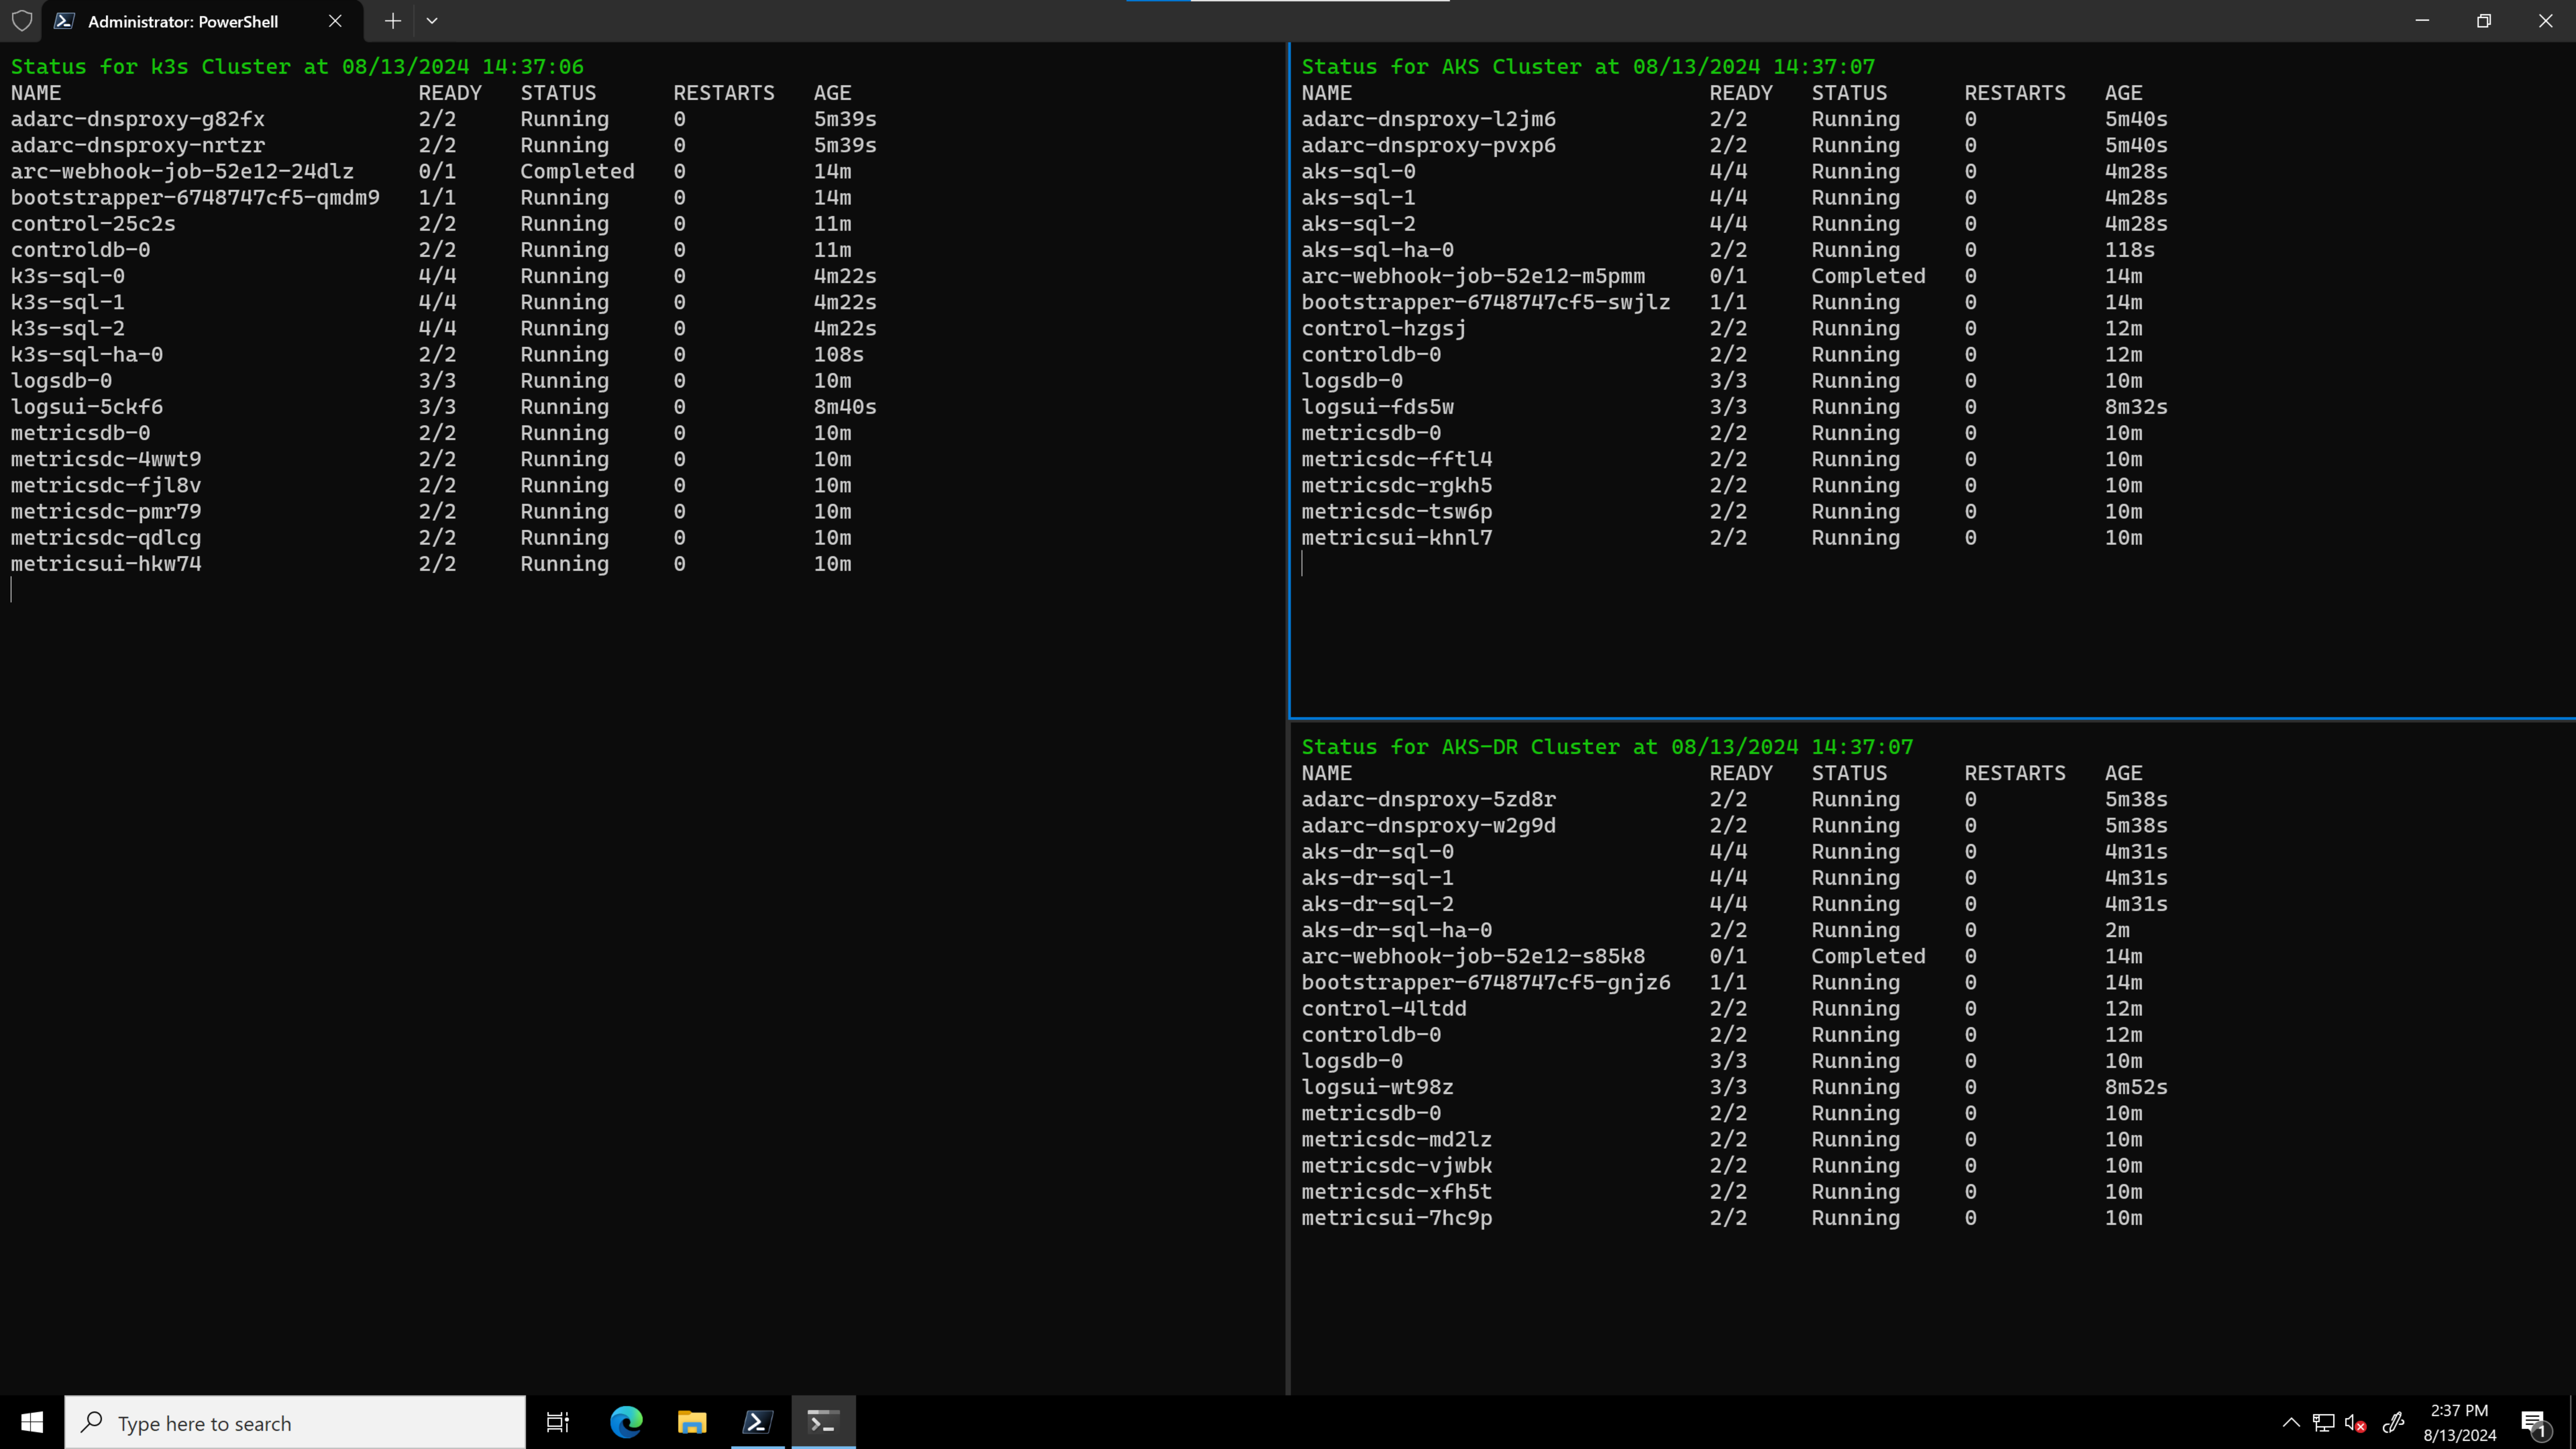 Administrator: PowerShell
Status for k3s Cluster at 08/13/2024 14:37:06
NAME READY STATUS RESTARTS AGE
adarc-dnsproxy-g82fx 2/2 Running 0 5m39s
adarc-dnsproxy-nrtzr 2/2 Running 0 5m39s
arc-webhook-job-52e12-24dlz 0/1 Completed 0 14m
bootstrapper-6748747cf5-qmdm9 1/1 Running 0 14m
control-25c2s 2/2 Running 0 11m
controldb-0 2/2 Running 0 11m
k3s-sql-0 4/4 Running 0 4m22s
k3s-sql-1 4/4 Running 0 4m22s
k3s-sql-2 4/4 Running 0 4m22s
k3s-sql-ha-0 2/2 Running 0 108s
logsdb-0 3/3 Running 0 10m
logsui-5ckf6 3/3 Running 0 8m40s
metricsdb-0 2/2 Running 0 10m
metricsdc-4wwt9 2/2 Running 0 10m
metricsdc-fjl8v 2/2 Running 0 10m
metricsdc-pmr79 2/2 Running 0 10m
metricsdc-qdlcg 2/2 Running 0 10m
metricsui-hkw74 2/2 Running 0 10m
Status for AKS Cluster at 08/13/2024 14:37:07
NAME READY STATUS RESTARTS AGE
adarc-dnsproxy-l2jm6 2/2 Running 0 5m40s
adarc-dnsproxy-pvxp6 2/2 Running 0 5m40s
aks-sql-0 4/4 Running 0 4m28s
aks-sql-1 4/4 Running 0 4m28s
aks-sql-2 4/4 Running 0 4m28s
aks-sql-ha-0 2/2 Running 0 118s
arc-webhook-job-52e12-m5pmm 0/1 Completed 0 14m
bootstrapper-6748747cf5-swjlz 1/1 Running 0 14m
control-hzgsj 2/2 Running 0 12m
controldb-0 2/2 Running 0 12m
logsdb-0 3/3 Running 0 10m
logsui-fds5w 3/3 Running 0 8m32s
metricsdb-0 2/2 Running 0 10m
metricsdc-fftl4 2/2 Running 0 10m
metricsdc-rgkh5 2/2 Running 0 10m
metricsdc-tsw6p 2/2 Running 0 10m
metricsui-khnl7 2/2 Running 0 10m
Status for AKS-DR Cluster at 08/13/2024 14:37:07
NAME READY STATUS RESTARTS AGE
adarc-dnsproxy-5zd8r 2/2 Running 0 5m38s
adarc-dnsproxy-w2g9d 2/2 Running 0 5m38s
aks-dr-sql-0 4/4 Running 0 4m31s
aks-dr-sql-1 4/4 Running 0 4m31s
aks-dr-sql-2 4/4 Running 0 4m31s
aks-dr-sql-ha-0 2/2 Running 0 2m
arc-webhook-job-52e12-s85k8 0/1 Completed 0 14m
bootstrapper-6748747cf5-gnjz6 1/1 Running 0 14m
control-4ltdd 2/2 Running 0 12m
controldb-0 2/2 Running 0 12m
logsdb-0 3/3 Running 0 10m
logsui-wt98z 3/3 Running 0 8m52s
metricsdb-0 2/2 Running 0 10m
metricsdc-md2lz 2/2 Running 0 10m
metricsdc-vjwbk 2/2 Running 0 10m
metricsdc-xfh5t 2/2 Running 0 10m
metricsui-7hc9p 2/2 Running 0 10m
Type here to search
2:37 PM
8/13/2024
1